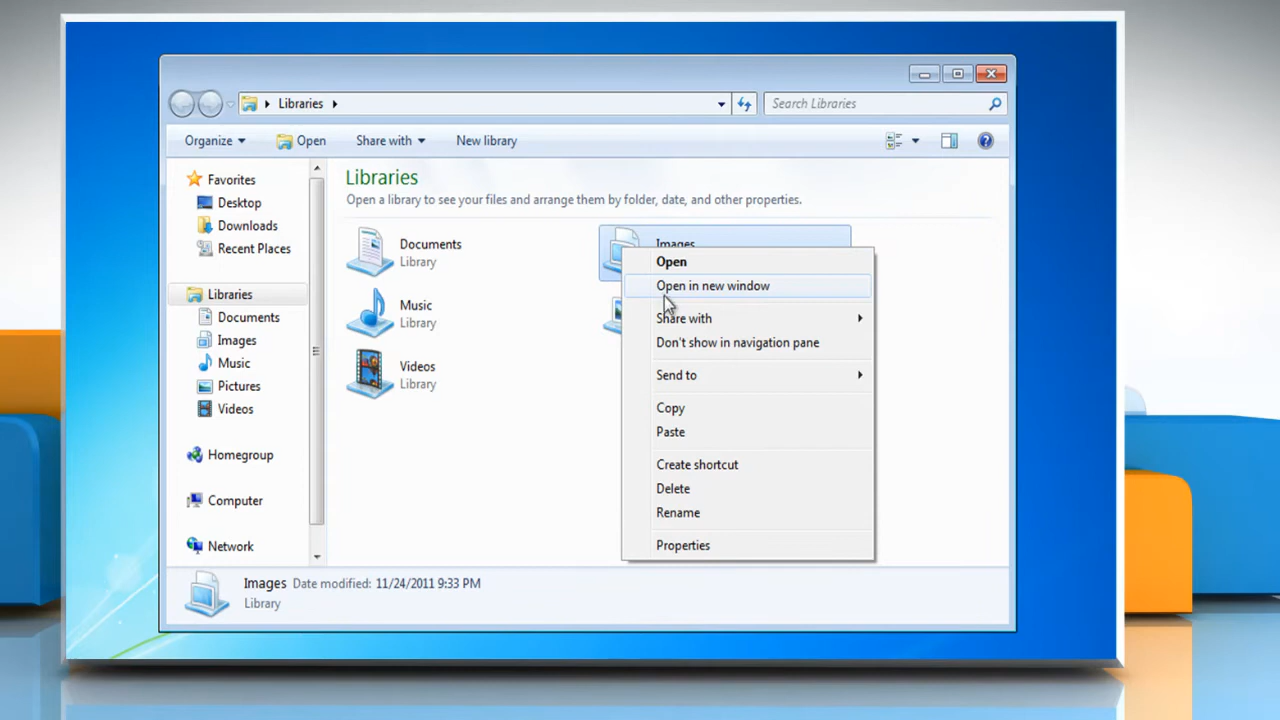 Libraries
Search Libraries
Organize
Open
Share with
New library
Favorites
Desktop
Downloads
Recent Places
Libraries
Documents
Images
Music
Pictures
Videos
Homegroup
Computer
Network
Libraries
Open a library to see your files and arrange them by folder, date, and other properties.
Documents
Library
Images
Music
Library
Videos
Library
Open
Open in new window
Share with
Don't show in navigation pane
Send to
Copy
Paste
Create shortcut
Delete
Rename
Properties
Images Date modified: 11/24/2011 9:33 PM
Library